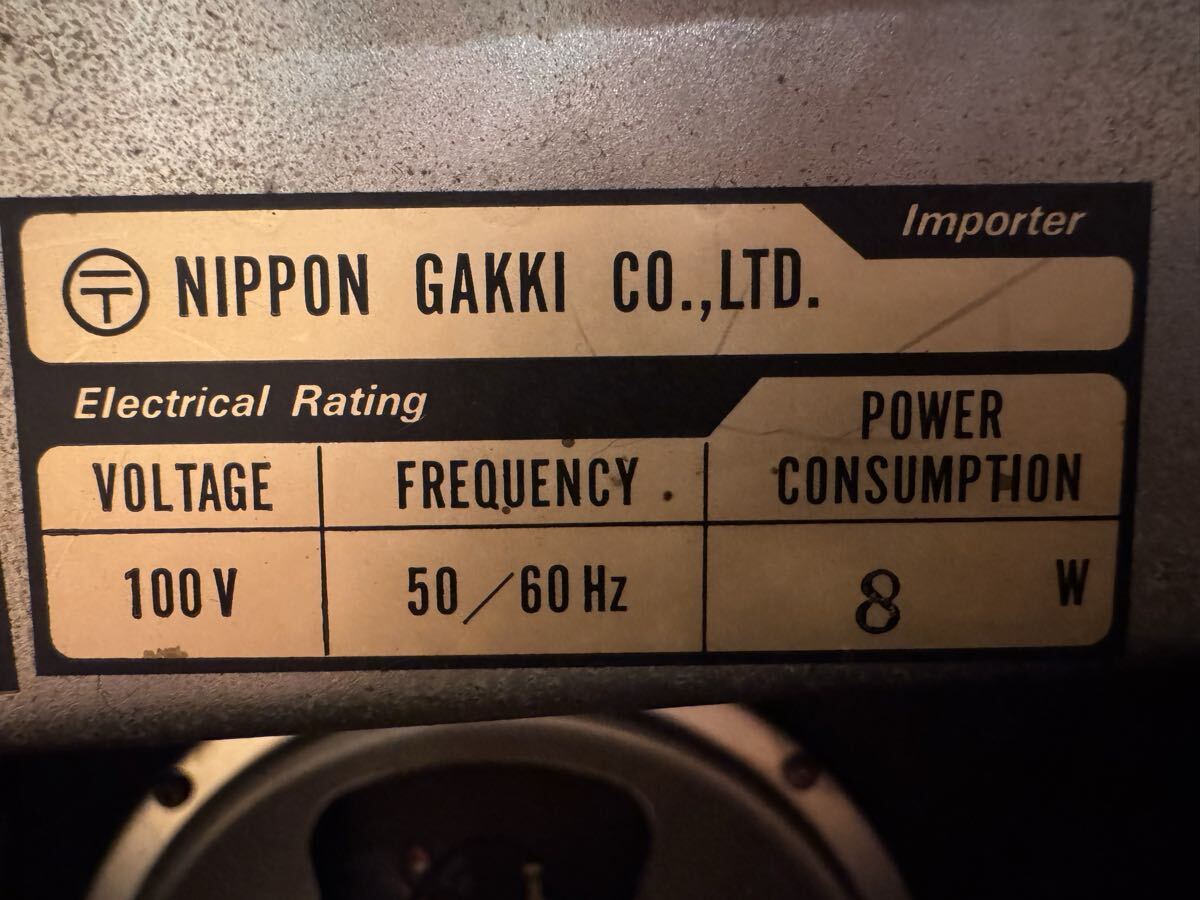 Importer
〶 NIPPON GAKKI CO.,LTD.
Electrical Rating
VOLTAGE
FREQUENCY
POWER
CONSUMPTION
100V
50/60Hz
8 W